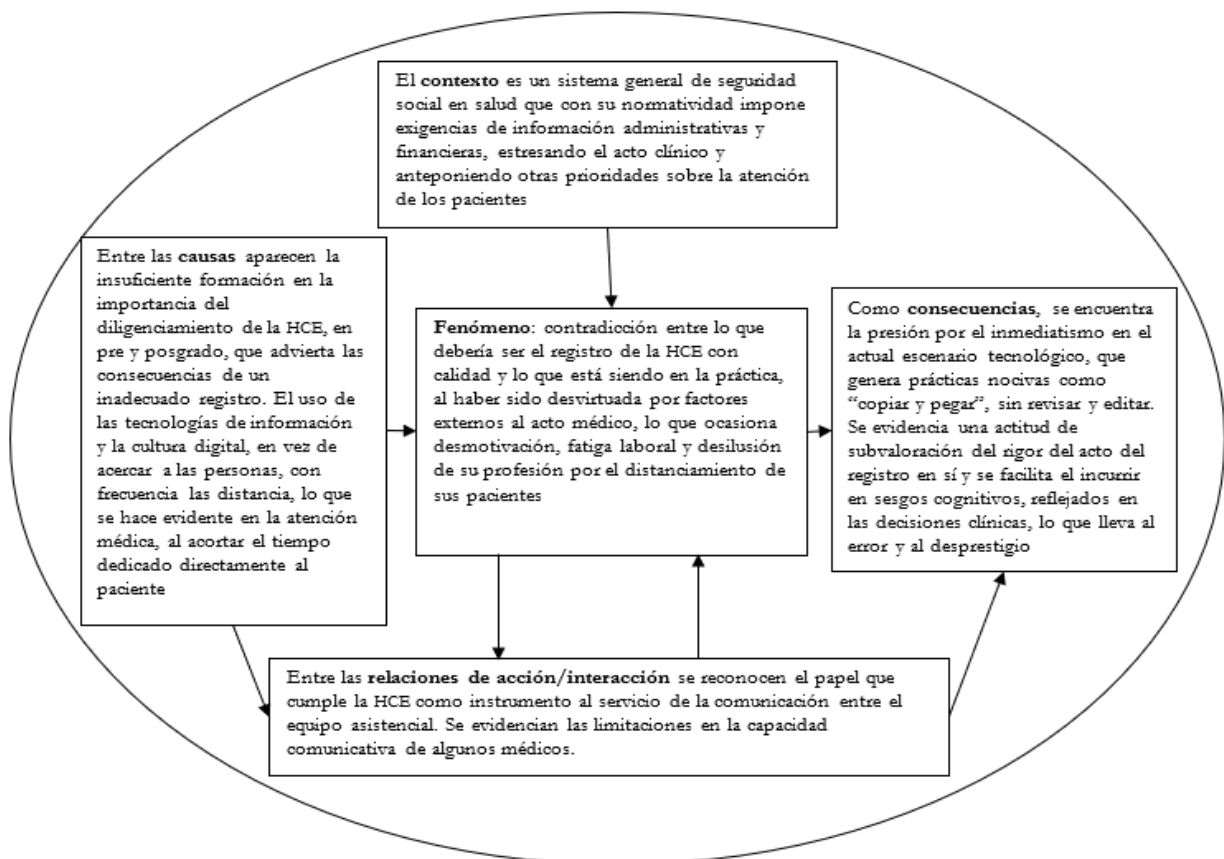 El contexto es un sistema general de seguridad
social en salud que con su normatividad impone
exigencias de información administrativas y
financieras, estresando el acto clínico y
anteponiendo otras prioridades sobre la atención
de los pacientes
Entre las causas aparecen la
insuficiente formación en la
importancia del
diligenciamiento de la HCE, en
pre y posgrado, que advierta las
consecuencias de un
inadecuado registro. El uso de
las tecnologías de información
y la cultura digital, en vez de
acercar a las personas, con
frecuencia las distancia, lo que
se hace evidente en la atención
médica, al acortar el tiempo
dedicado directamente al
paciente
Fenómeno: contradicción entre lo que
debería ser el registro de la HCE con
calidad y lo que está siendo en la práctica,
al haber sido desvirtuada por factores
externos al acto médico, lo que ocasiona
desmotivación, fatiga laboral y desilusión
de su profesión por el distanciamiento de
sus pacientes
Como consecuencias, se encuentra
la presión por el inmediatismo en el
actual escenario tecnológico, que
genera prácticas nocivas como
“copiar y pegar”, sin revisar y editar.
Se evidencia una actitud de
subvaloración del rigor del acto del
registro en sí y se facilita el incurrir
en sesgos cognitivos, reflejados en
las decisiones clínicas, lo que lleva al
error y al desprestigio
Entre las relaciones de acción/interacción se reconocen el papel que
cumple la HCE como instrumento al servicio de la comunicación entre el
equipo asistencial. Se evidencian las limitaciones en la capacidad
comunicativa de algunos médicos.